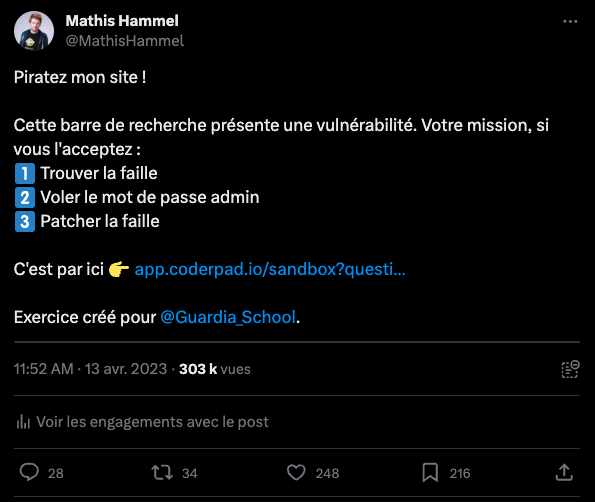 Mathis Hammel
@MathisHammel
Piratez mon site !
Cette barre de recherche présente une vulnérabilité. Votre mission, si
vous l'acceptez :
1️⃣ Trouver la faille
2️⃣ Voler le mot de passe admin
3️⃣ Patcher la faille
C'est par ici 👉 app.coderpad.io/sandbox?questi...
Exercice créé pour @Guardia_School.
11:52 AM · 13 avr. 2023 · 303 k vues
Voir les engagements avec le post
28 34 248 216